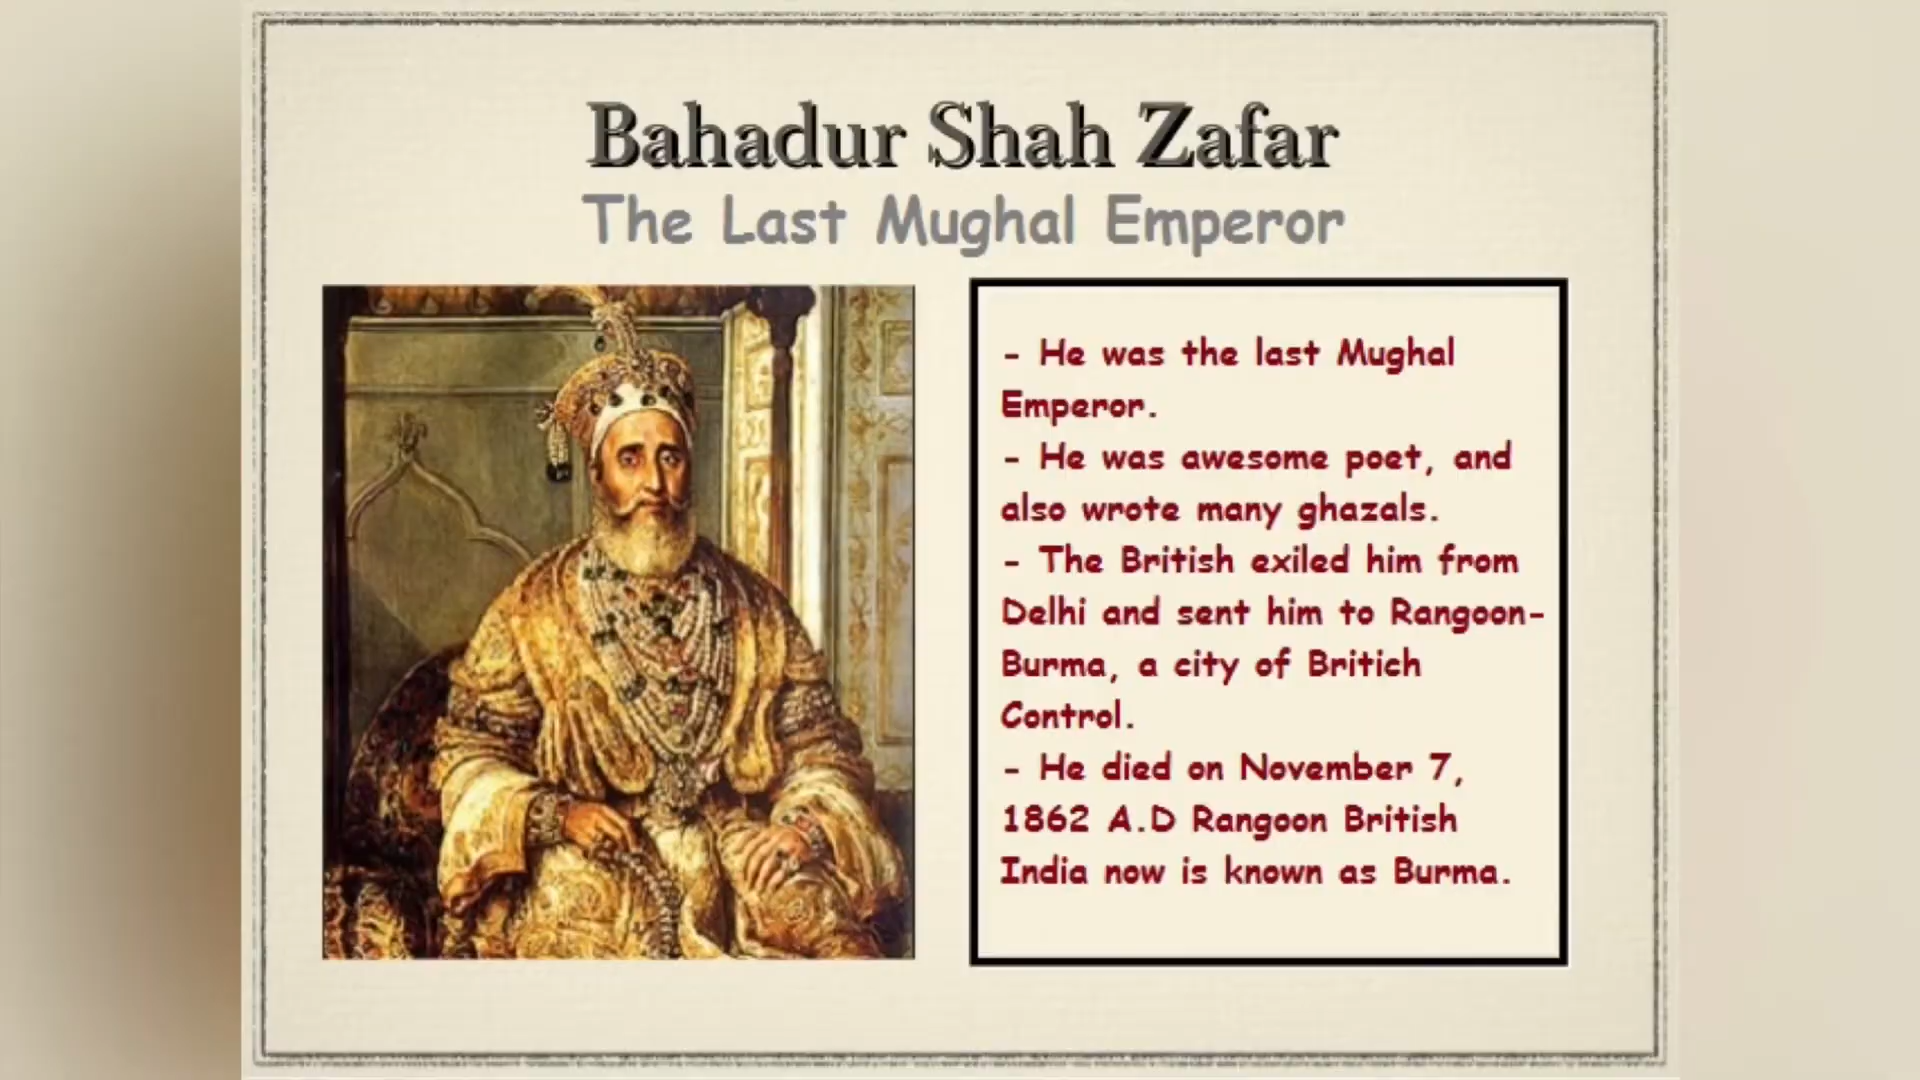 Bahadur Shah Zafar
The Last Mughal Emperor
- He was the last Mughal
Emperor.
- He was awesome poet, and
also wrote many ghazals.
- The British exiled him from
Delhi and sent him to Rangoon-
Burma, a city of Britich
Control.
- He died on November 7,
1862 A.D Rangoon British
India now is known as Burma.